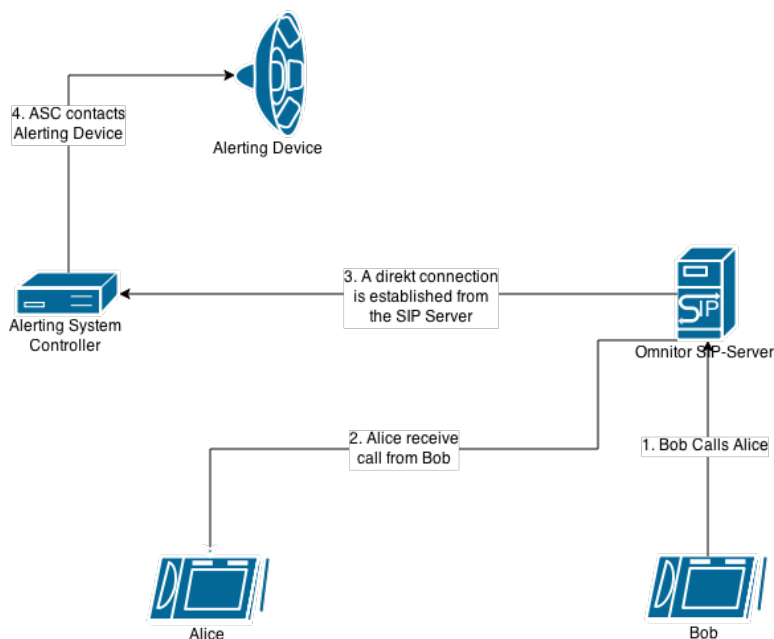 4. ASC contacts
Alerting Device
Alerting Device
3. A direkt connection
is established from
the SIP Server
Alerting System
Controller
SIP
Omnitor SIP-Server
2. Alice receive
call from Bob
1. Bob Calls Alice
Alice
Bob